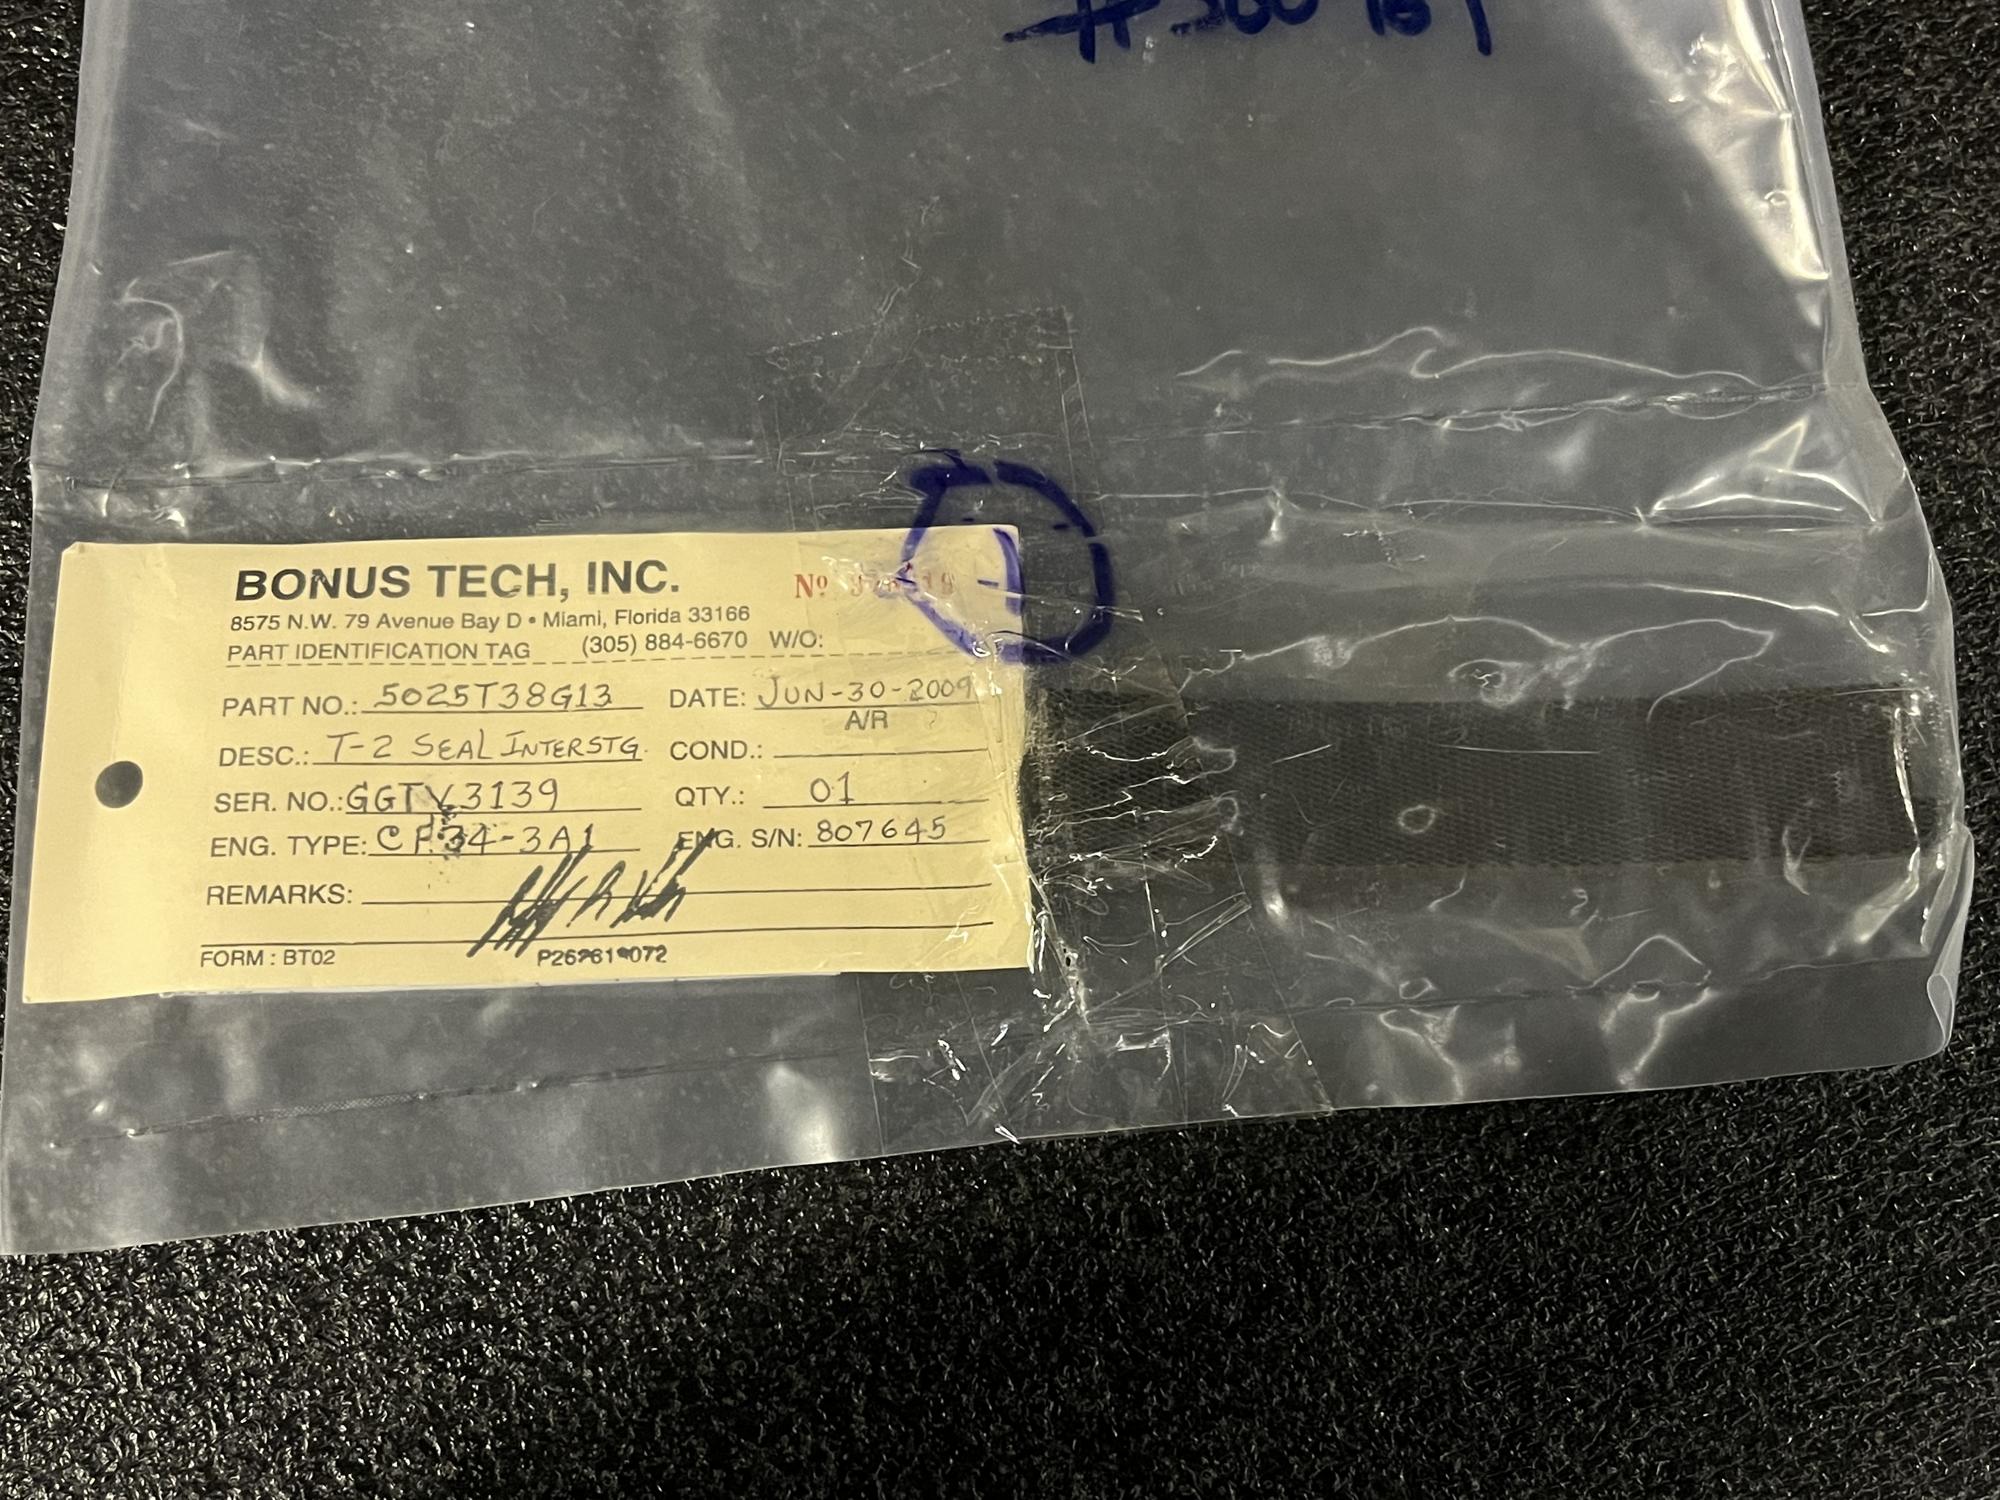 BONUS TECH, INC. Nº
8575 N.W. 79 Avenue Bay D • Miami, Florida 33166
PART IDENTIFICATION TAG (305) 884-6670 W/O:
PART NO.: 5025T38G13 DATE: JUN-30-2009
A/R
DESC.: T-2 SEAL INTERSTG. COND.:
SER. NO.: GGTV3139 QTY.: 01
ENG. TYPE: CF34-3A1 ENG. S/N: 807645
REMARKS:
FORM : BT02